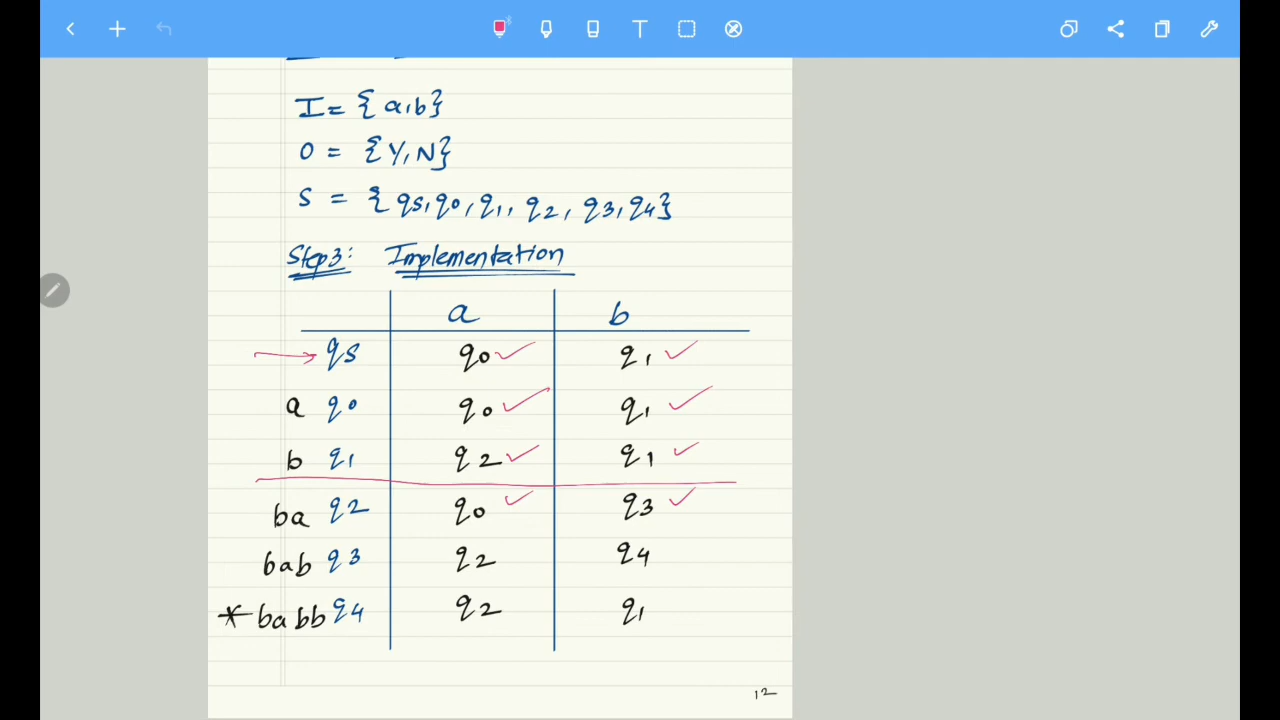 I = {a,b}
O = {Y,N}
S = {qs,q0,q1,q2,q3,q4}
Step3: Implementation
a b
qs q0 q1
a q0 q0 q1
b q1 q2 q1
ba q2 q0 q3
bab q3 q2 q4
*babb q4 q2 q1
12
T